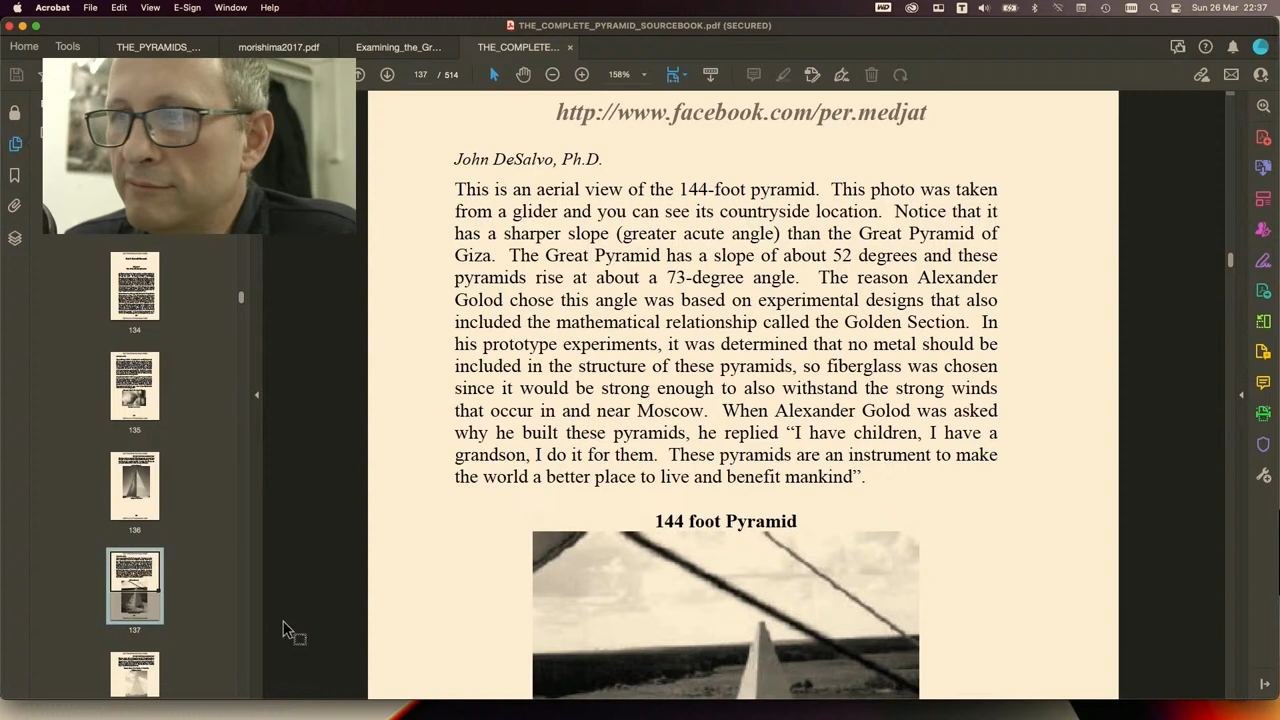 Acrobat File Edit View E-Sign Window Help
Sun 26 Mar 22:37
THE_COMPLETE_PYRAMID_SOURCEBOOK.pdf (SECURED)
Home Tools THE_PYRAMIDS_... morishima2017.pdf Examining_the_Gr... THE_COMPLETE... ×
137 / 514 158%
http://www.facebook.com/per.medjat
John DeSalvo, Ph.D.
This is an aerial view of the 144-foot pyramid. This photo was taken
from a glider and you can see its countryside location. Notice that it
has a sharper slope (greater acute angle) than the Great Pyramid of
Giza. The Great Pyramid has a slope of about 52 degrees and these
pyramids rise at about a 73-degree angle. The reason Alexander
Golod chose this angle was based on experimental designs that also
included the mathematical relationship called the Golden Section. In
his prototype experiments, it was determined that no metal should be
included in the structure of these pyramids, so fiberglass was chosen
since it would be strong enough to also withstand the strong winds
that occur in and near Moscow. When Alexander Golod was asked
why he built these pyramids, he replied “I have children, I have a
grandson, I do it for them. These pyramids are an instrument to make
the world a better place to live and benefit mankind”.
144 foot Pyramid
134
135
136
137